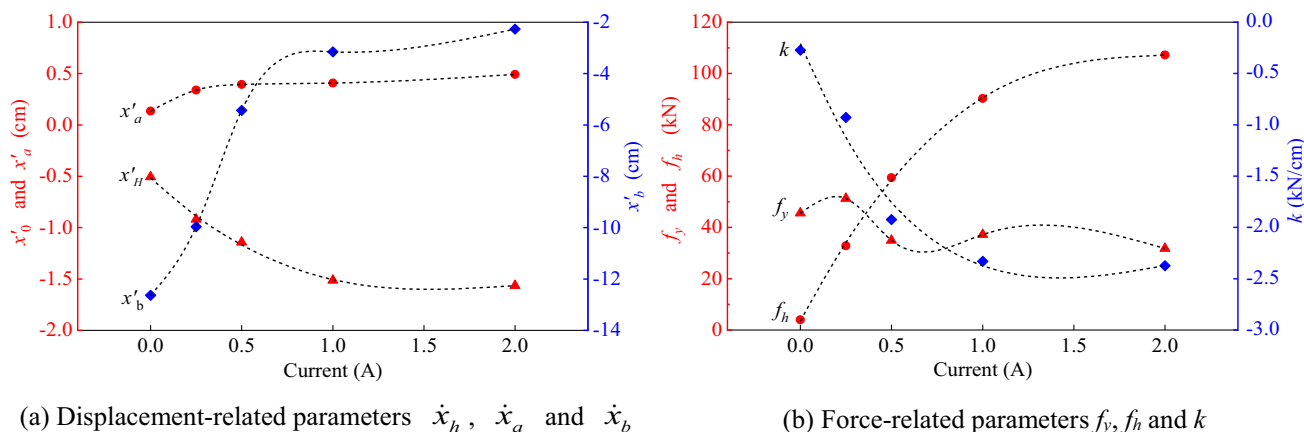 1.0
0.5
0.0
-0.5
-1.0
-1.5
-2.0
x′0 and x′a (cm)
x′a
x′H
x′b
0.0 0.5 1.0 1.5 2.0
Current (A)
-2
-4
-6
-8
-10
-12
-14
x′b (cm)
(a) Displacement-related parameters ẋh , ẋa and ẋb
120
100
80
60
40
20
0
fy and fh (kN)
k
fy
fh
0.0 0.5 1.0 1.5 2.0
Current (A)
0.0
-0.5
-1.0
-1.5
-2.0
-2.5
-3.0
k (kN/cm)
(b) Force-related parameters fy, fh and k